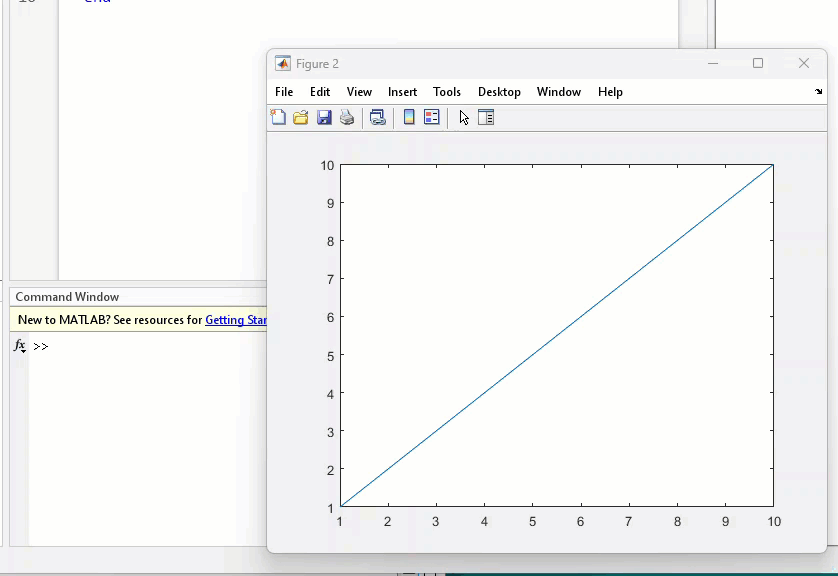 end
Figure 2
File Edit View Insert Tools Desktop Window Help
10
9
8
7
6
5
4
3
2
1
1 2 3 4 5 6 7 8 9 10
Command Window
New to MATLAB? See resources for Getting Star
fx >>